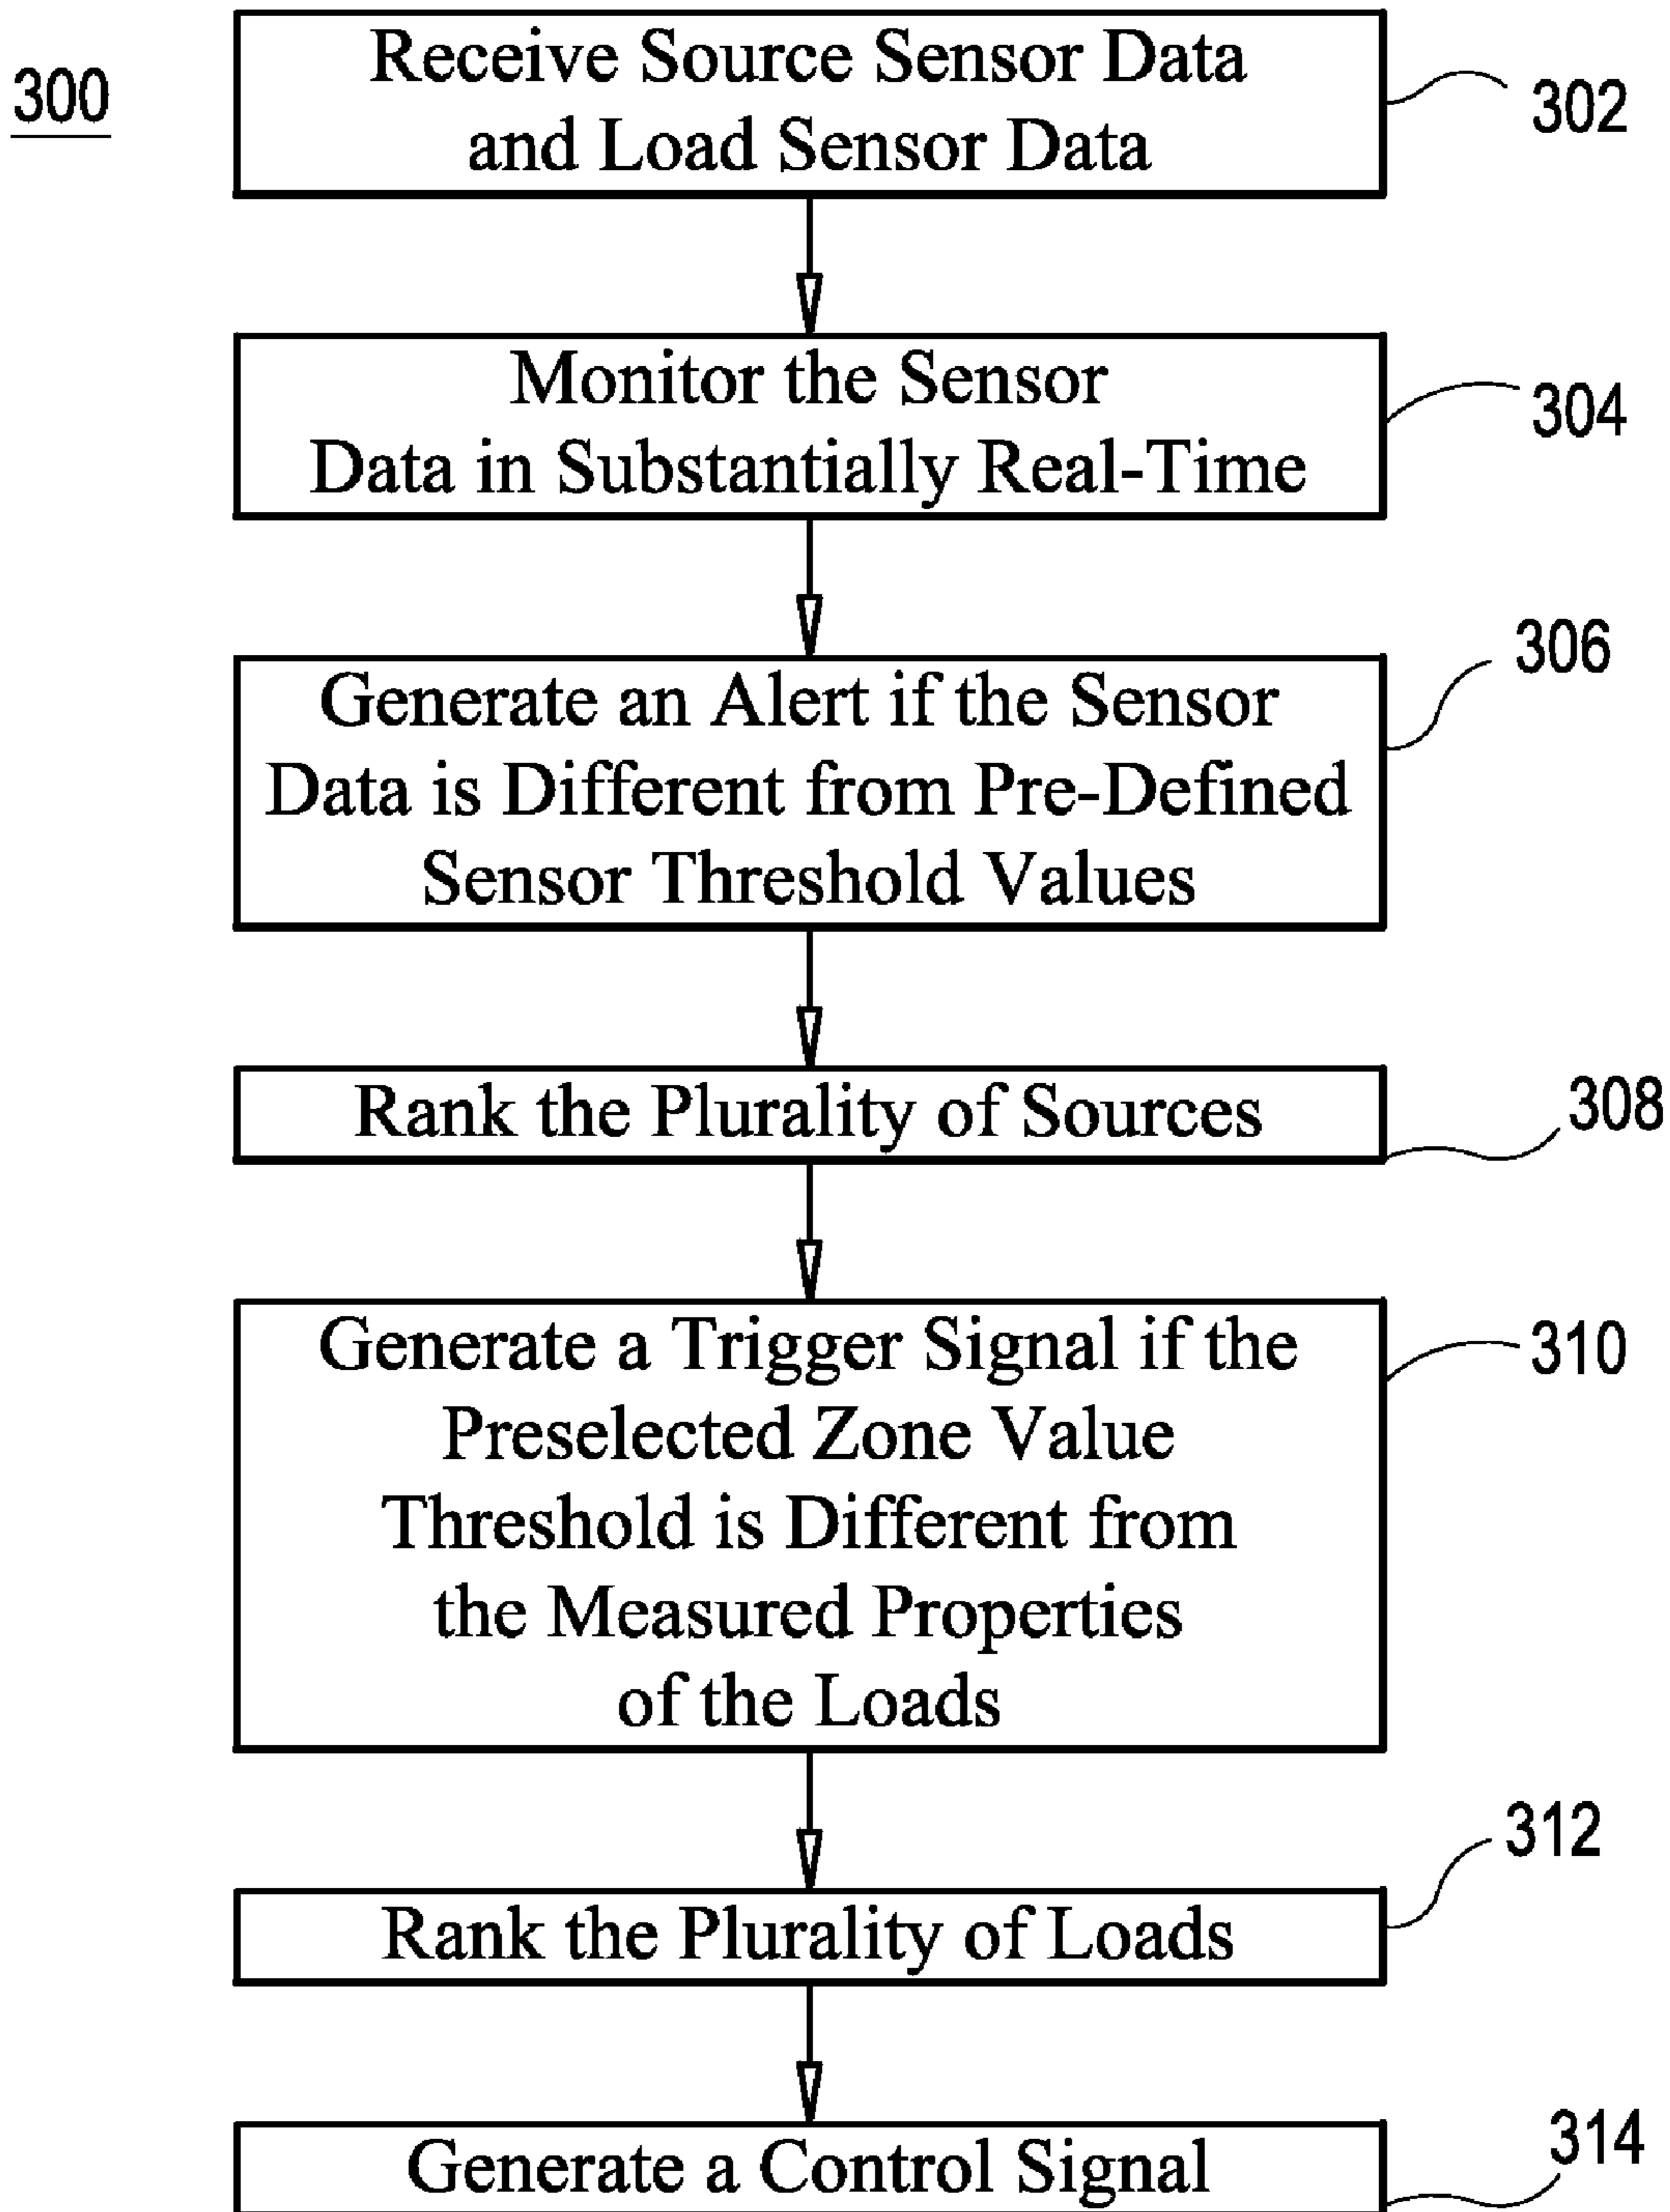 300
Receive Source Sensor Data
and Load Sensor Data
302
Monitor the Sensor
Data in Substantially Real-Time
304
Generate an Alert if the Sensor
Data is Different from Pre-Defined
Sensor Threshold Values
306
Rank the Plurality of Sources
308
Generate a Trigger Signal if the
Preselected Zone Value
Threshold is Different from
the Measured Properties
of the Loads
310
Rank the Plurality of Loads
312
Generate a Control Signal
314